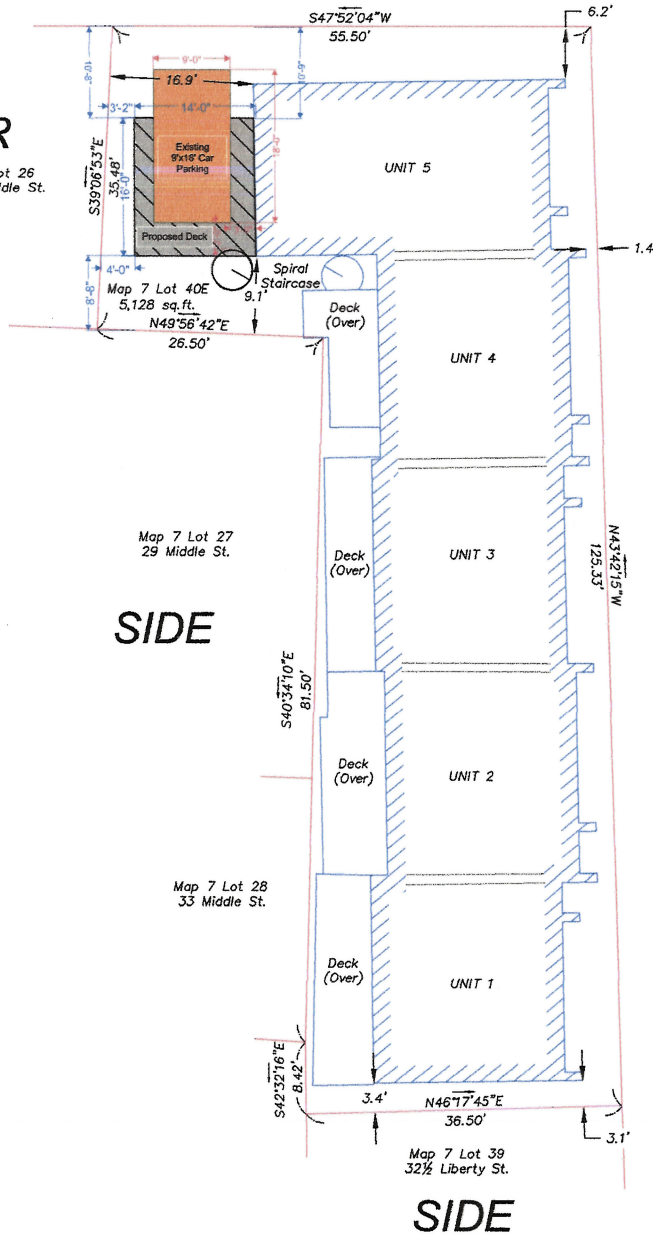 S47°52'04"W
55.50'
6.2'
9'-0"
16.9'
10'-8"
10'-9"
3'-2"
14'-0"
R
Lot 26
Middle St.
S39°06'53"E
35.48'
16'-0"
18'-0"
Existing
9'x18' Car
Parking
UNIT 5
Proposed Deck
1.4
4'-0"
8'-8"
Spiral
Staircase
9.1'
Map 7 Lot 40E
5,128 sq.ft.
N49°56'42"E
26.50'
Deck
(Over)
UNIT 4
Map 7 Lot 27
29 Middle St.
Deck
(Over)
UNIT 3
N43°42'15"W
125.33'
SIDE
S40°34'10"E
81.50'
Deck
(Over)
UNIT 2
Map 7 Lot 28
33 Middle St.
Deck
(Over)
UNIT 1
S42°32'16"E
8.42'
3.4'
N46°17'45"E
36.50'
3.1'
Map 7 Lot 39
32½ Liberty St.
SIDE